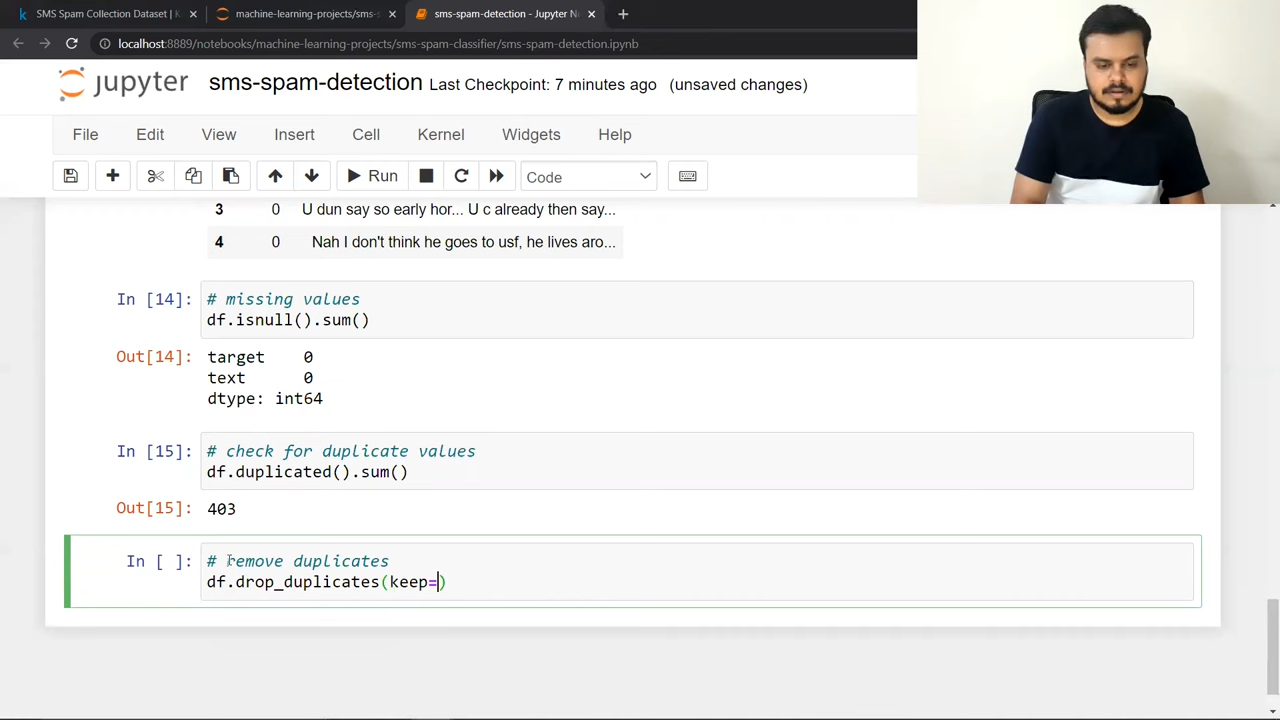 SMS Spam Collection Dataset | K
machine-learning-projects/sms-s
sms-spam-detection - Jupyter No
localhost:8889/notebooks/machine-learning-projects/sms-spam-classifier/sms-spam-detection.ipynb
jupyter sms-spam-detection Last Checkpoint: 7 minutes ago (unsaved changes)
File Edit View Insert Cell Kernel Widgets Help
Run Code
3 0 U dun say so early hor... U c already then say...
4 0 Nah I don't think he goes to usf, he lives aro...
In [14]: # missing values
df.isnull().sum()
Out[14]: target 0
text 0
dtype: int64
In [15]: # check for duplicate values
df.duplicated().sum()
Out[15]: 403
In [ ]: # remove duplicates
df.drop_duplicates(keep=)